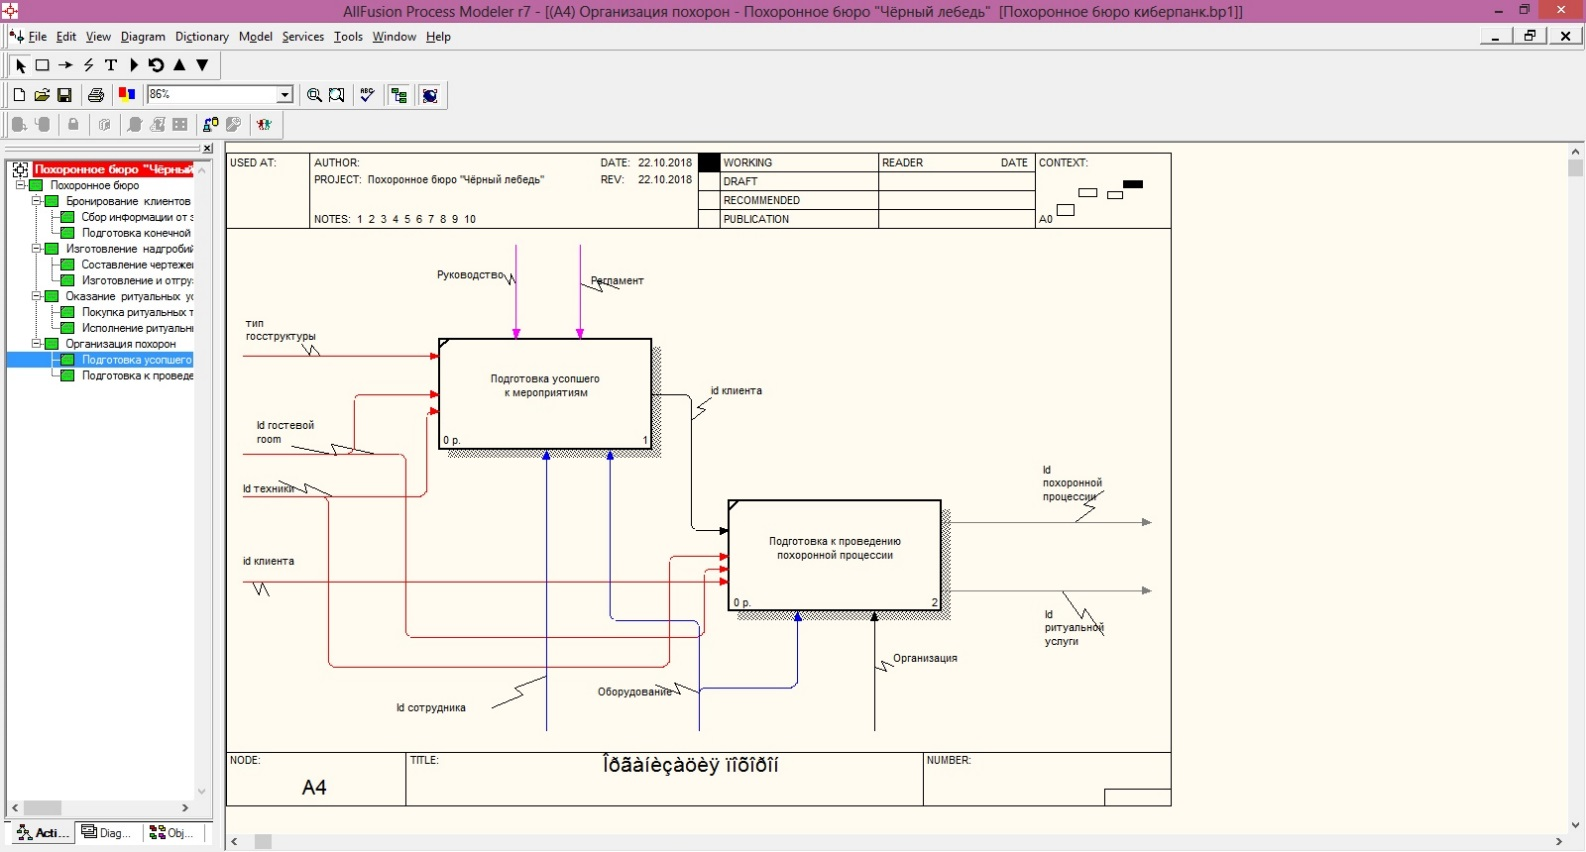 AllFusion Process Modeler r7 - [(A4) Организация похорон - Похоронное бюро "Чёрный лебедь"  [Похоронное бюро киберпанк.bp1]]
File Edit View Diagram Dictionary Model Services Tools Window Help
86%
Похоронное бюро "Чёрный
Похоронное бюро
Бронирование клиентов
Сбор информации от з
Подготовка конечной
Изготовление надгробий
Составление чертежей
Изготовление и отгру
Оказание ритуальных ус
Покупка ритуальных т
Исполнение ритуальн
Организация похорон
Подготовка усопшего
Подготовка к проведе
Acti... Diag... Obj...
USED AT:
AUTHOR:
DATE: 22.10.2018
PROJECT: Похоронное бюро "Чёрный лебедь"
REV: 22.10.2018
NOTES: 1 2 3 4 5 6 7 8 9 10
WORKING
DRAFT
RECOMMENDED
PUBLICATION
READER DATE
CONTEXT:
A0
Руководство
Регламент
тип
госструктуры
Подготовка усопшего
к мероприятиям
0 р. 1
id клиента
Id гостевой
room
Id техники
id клиента
Подготовка к проведению
похоронной процессии
0 р. 2
Id
похоронной
процессии
Id
ритуальной
услуги
Организация
Оборудование
Id сотрудника
NODE:
A4
TITLE:
Îðãàíèçàöèÿ ïîõîðîí
NUMBER: